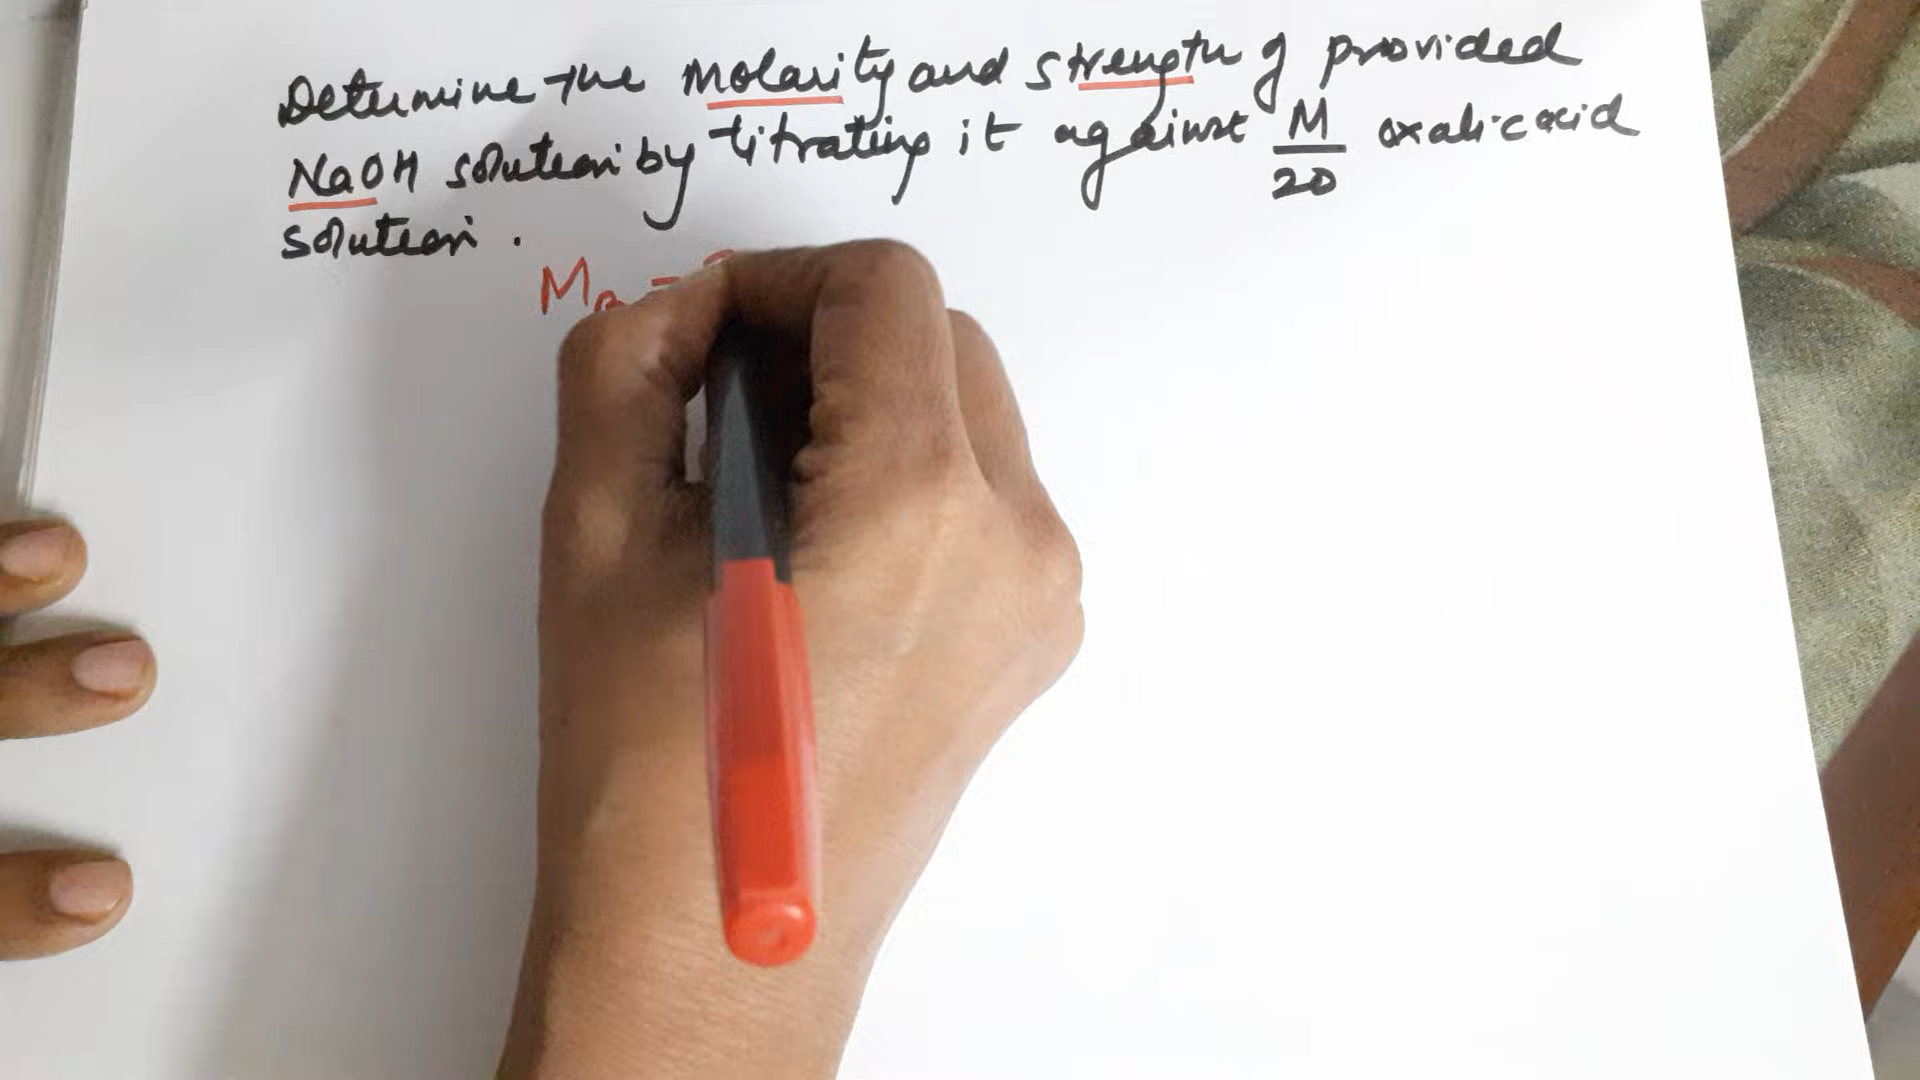 Determine the Molarity and strength of provided
NaOH solution by titrating it against M/20 oxalic acid
solution.
M =